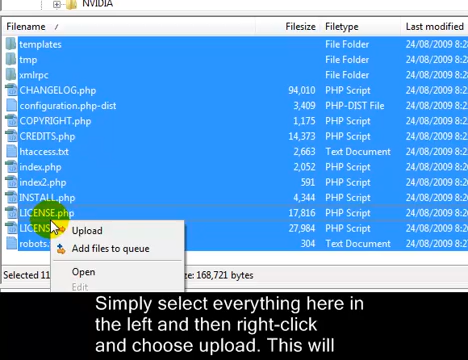 NVIDIA
Filename Filesize Filetype Last modified
templates File Folder 24/08/2009 8:28
tmp File Folder 24/08/2009 8:2
xmlrpc File Folder 24/08/2009 8:2
CHANGELOG.php 94,010 PHP Script 24/08/2009 8:2
configuration.php-dist 3,409 PHP-DIST File 24/08/2009 8:2
COPYRIGHT.php 1,175 PHP Script 24/08/2009 8:2
CREDITS.php 14,373 PHP Script 24/08/2009 8:2
htaccess.txt 2,663 Text Document 24/08/2009 8:2
index.php 2,052 PHP Script 24/08/2009 8:2
index2.php 591 PHP Script 24/08/2009 8:2
INSTALL.php 4,344 PHP Script 24/08/2009 8:2
LICENSE.php 17,816 PHP Script 24/08/2009 8:2
LICENS 27,984 PHP Script 24/08/2009 8:2
robots. 304 Text Document 24/08/2009 8:2
Upload
Add files to queue
Open
Edit
Selected 11 ize: 168,721 bytes
Simply select everything here in
the left and then right-click
and choose upload. This will